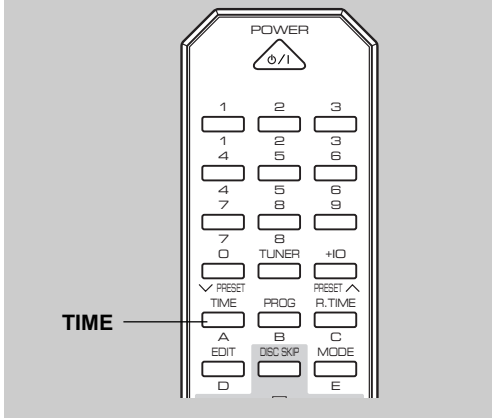 POWER
⏻/I
1 2 3
1 2 3
4 5 6
4 5 6
7 8 9
7 8
0 TUNER +10
PRESET PRESET
TIME PROG R.TIME
TIME
A B C
EDIT DISC SKIP MODE
D E